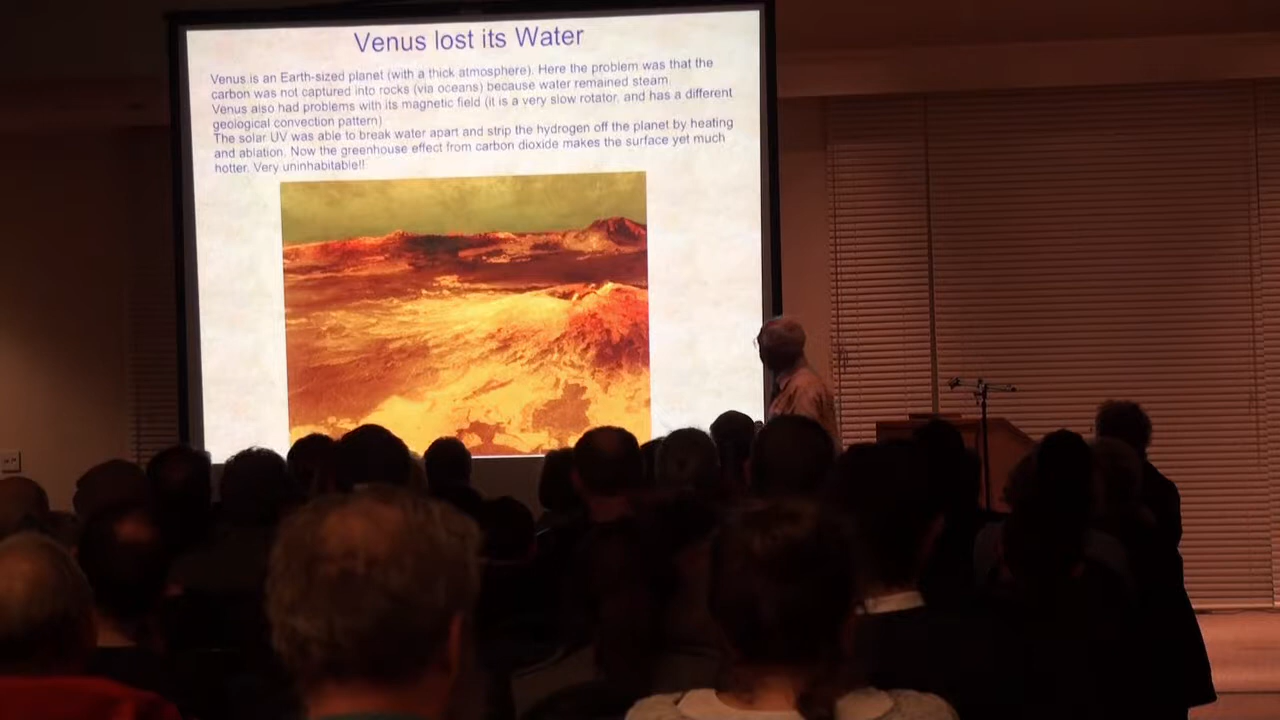 Venus lost its Water
Venus is an Earth-sized planet (with a thick atmosphere). Here the problem was that the
carbon was not captured into rocks (via oceans) because water remained steam.
Venus also had problems with its magnetic field (it is a very slow rotator, and has a different
geological convection pattern)
The solar UV was able to break water apart and strip the hydrogen off the planet by heating
and ablation. Now the greenhouse effect from carbon dioxide makes the surface yet much
hotter. Very uninhabitable!!